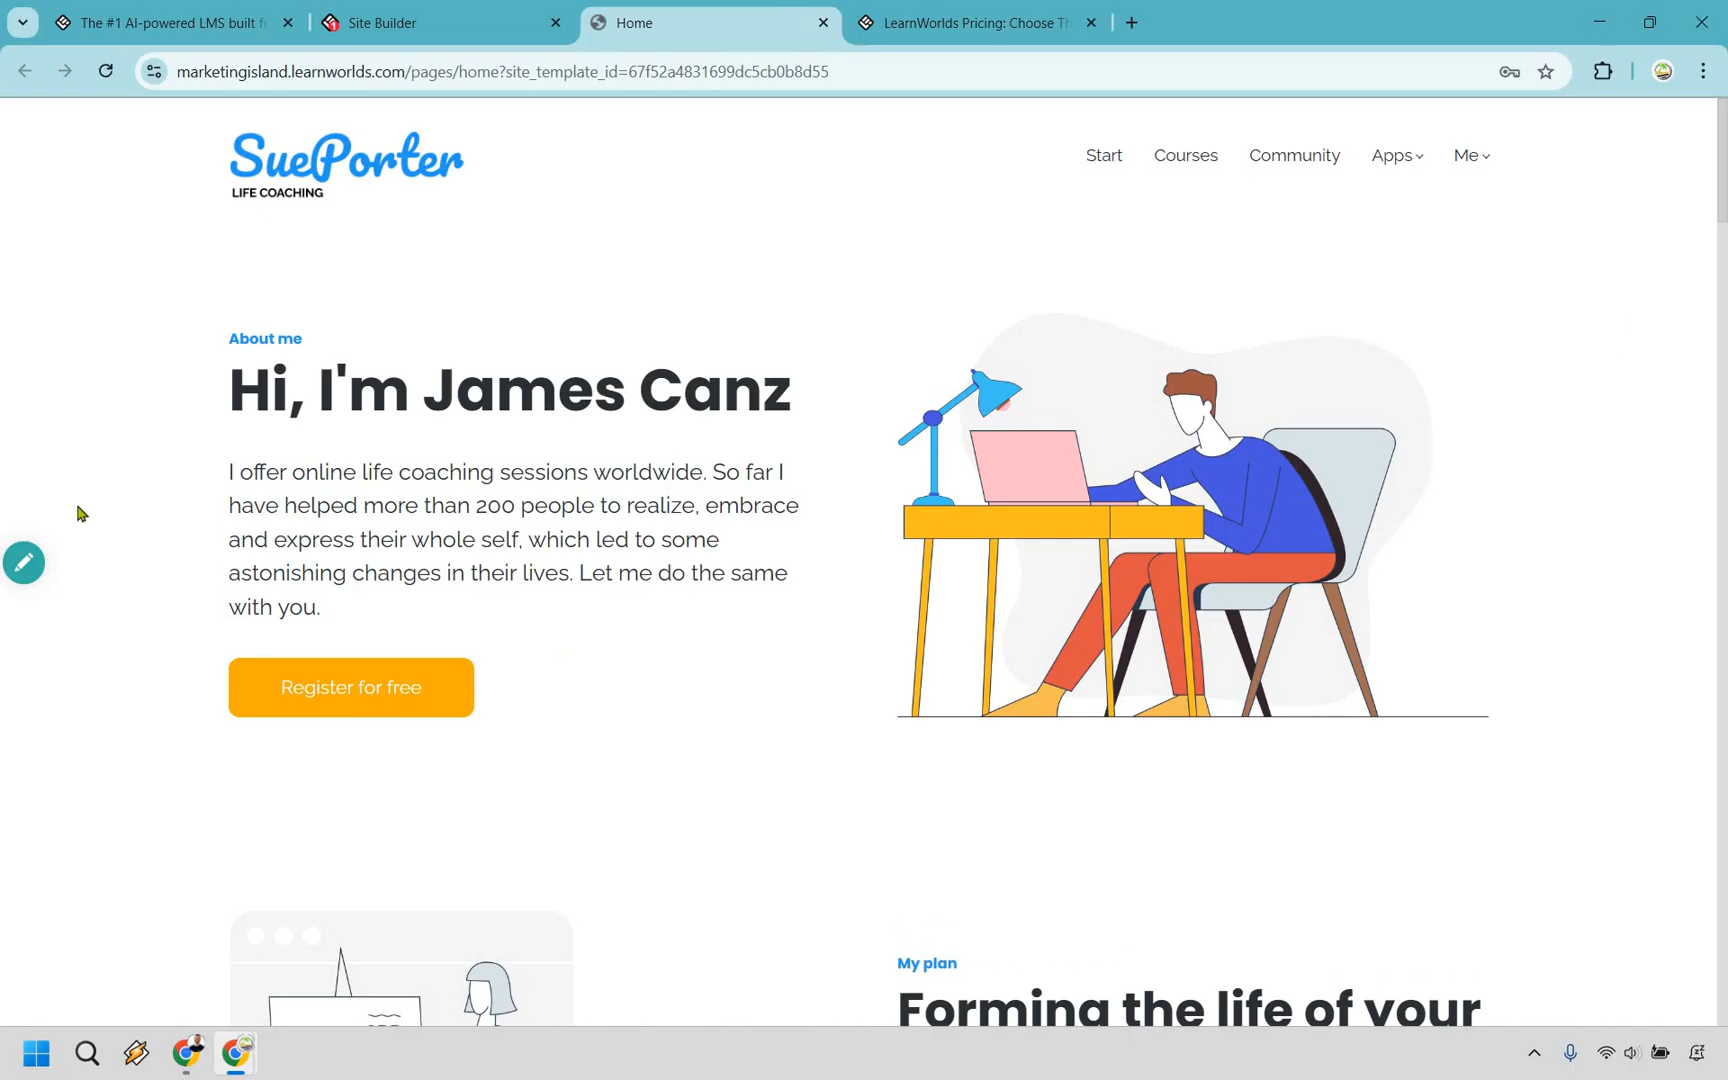 The #1 AI-powered LMS built f
Site Builder
Home
LearnWorlds Pricing: Choose Th
marketingisland.learnworlds.com/pages/home?site_template_id=67f52a4831699dc5cb0b8d55
SuePorter
LIFE COACHING
Start
Courses
Community
Apps
Me
About me
Hi, I'm James Canz
I offer online life coaching sessions worldwide. So far I
have helped more than 200 people to realize, embrace
and express their whole self, which led to some
astonishing changes in their lives. Let me do the same
with you.
Register for free
My plan
Forming the life of your